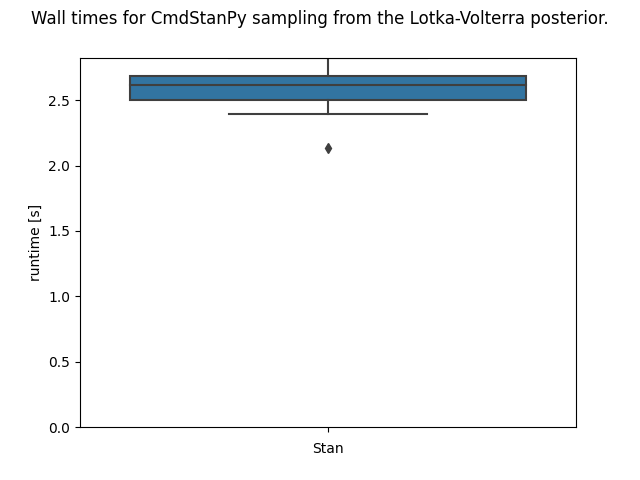 Wall times for CmdStanPy sampling from the Lotka-Volterra posterior.
2.5
2.0
1.5
1.0
0.5
0.0
runtime [s]
Stan